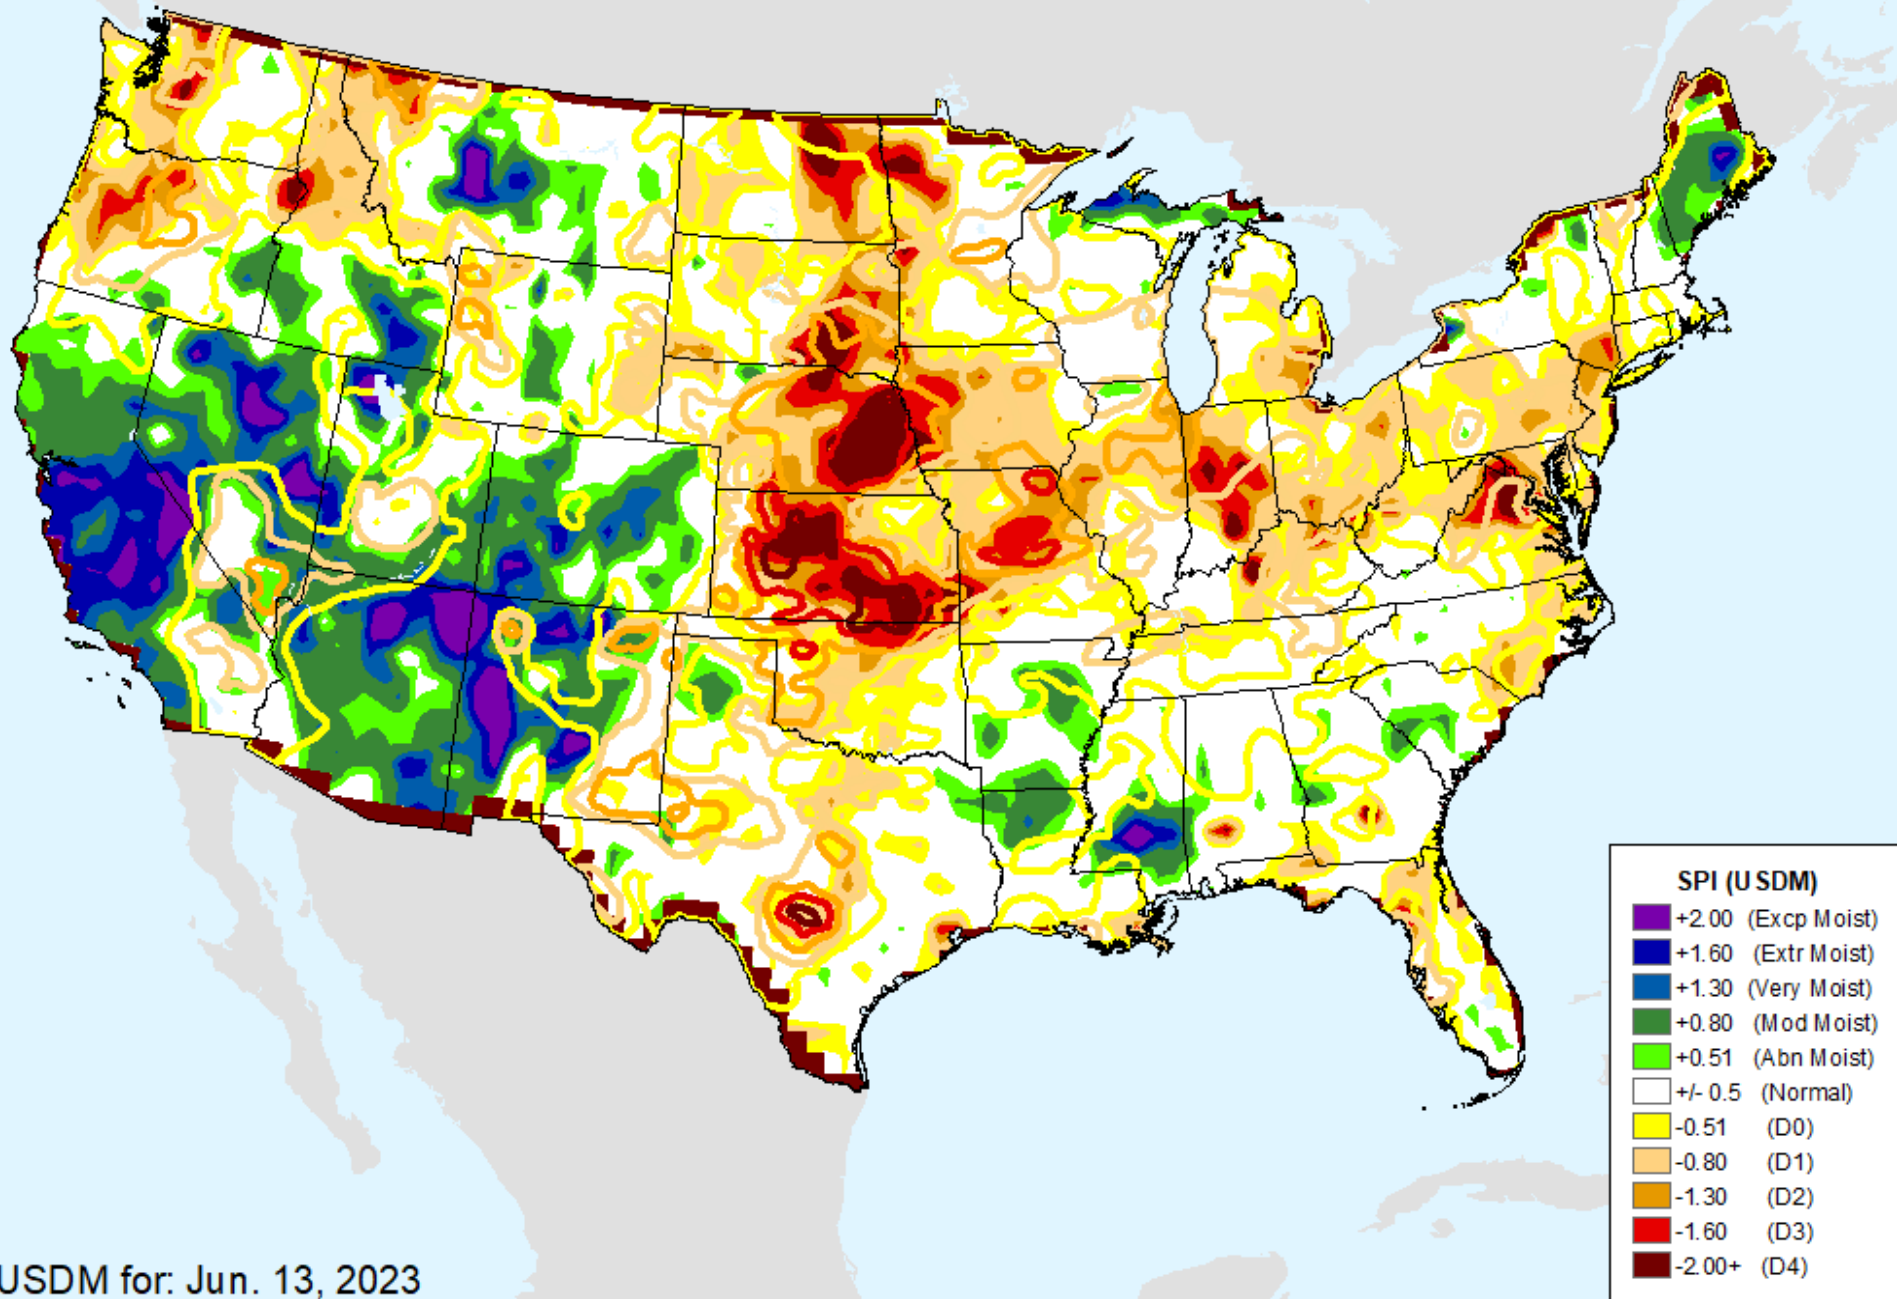 SPI (USDM)
+2.00 (Excp Moist)
+1.60 (Extr Moist)
+1.30 (Very Moist)
+0.80 (Mod Moist)
+0.51 (Abn Moist)
+/- 0.5 (Normal)
-0.51 (D0)
-0.80 (D1)
-1.30 (D2)
-1.60 (D3)
-2.00+ (D4)
USDM for: Jun. 13, 2023